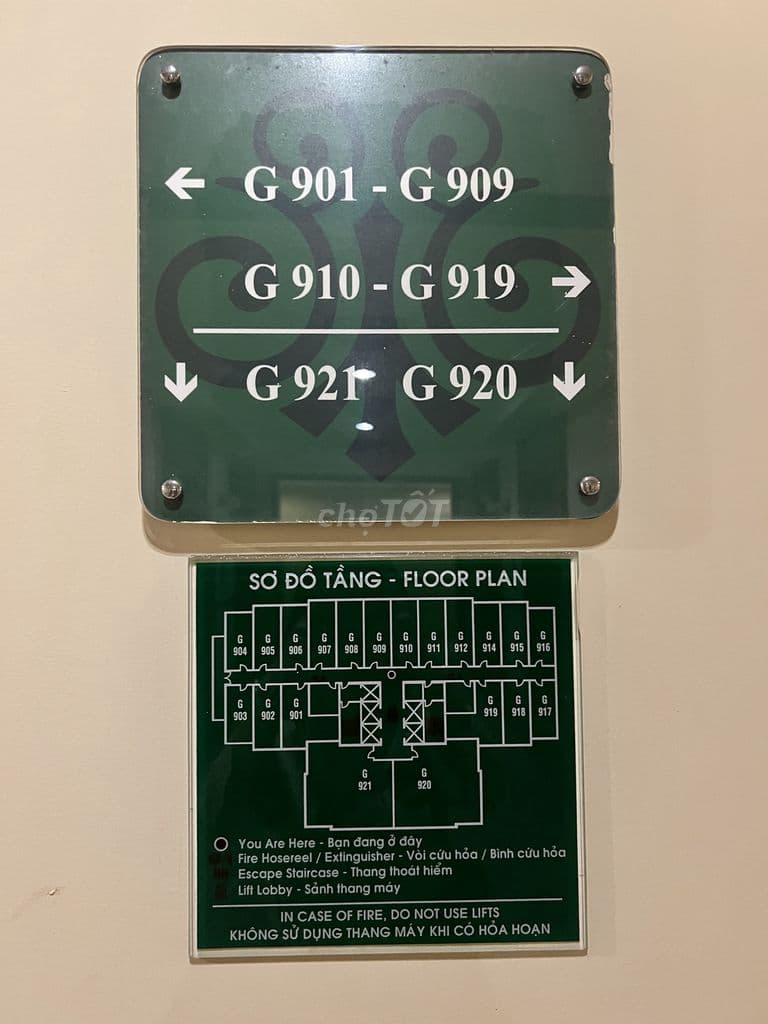 ← G 901 - G 909
G 910 - G 919 →
↓ G 921 G 920 ↓
chợTỐT
SƠ ĐỒ TẦNG - FLOOR PLAN
G 904 G 905 G 906 G 907 G 908 G 909 G 910 G 911 G 912 G 914 G 915 G 916
G 903 G 902 G 901 G 919 G 918 G 917
G 921 G 920
You Are Here - Bạn đang ở đây
Fire Hosereel / Extinguisher - Vòi cứu hỏa / Bình cứu hỏa
Escape Staircase - Thang thoát hiểm
Lift Lobby - Sảnh thang máy
IN CASE OF FIRE, DO NOT USE LIFTS
KHÔNG SỬ DỤNG THANG MÁY KHI CÓ HỎA HOẠN